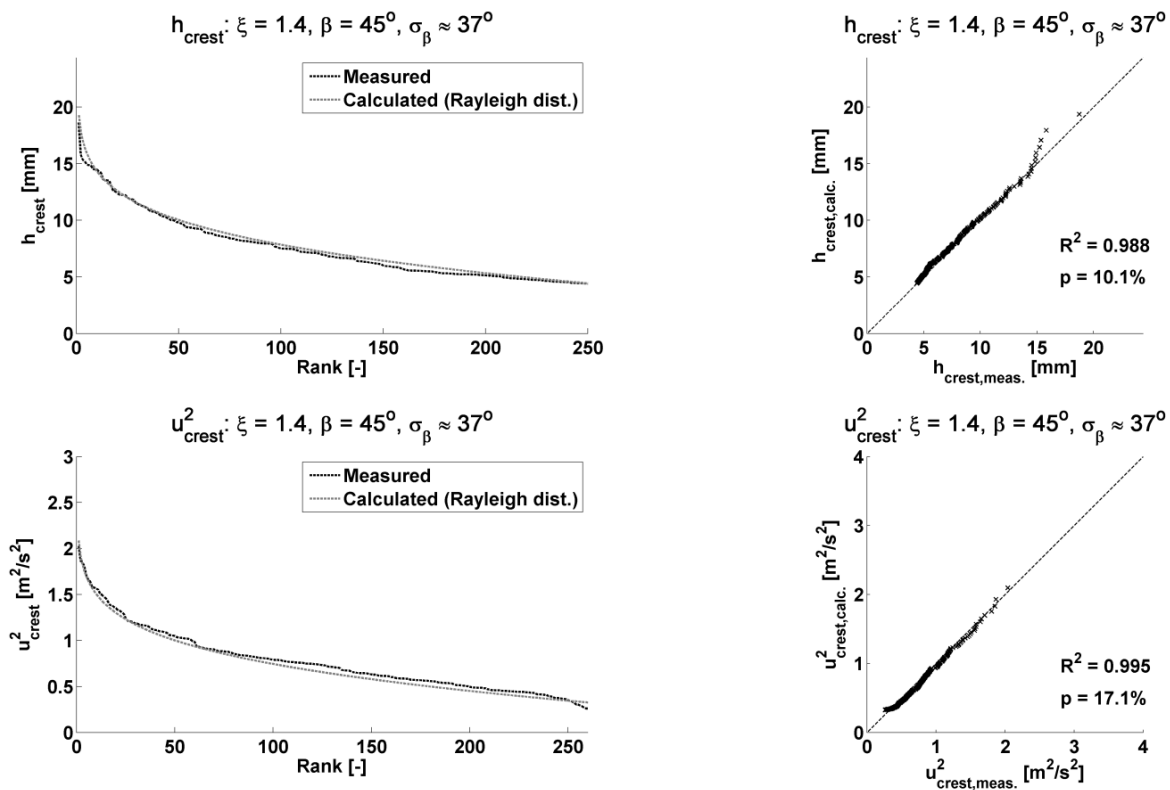 h_crest: ξ = 1.4, β = 45°, σ_β ≈ 37°
Measured
Calculated (Rayleigh dist.)
h_crest [mm]
20
15
10
5
0
0 50 100 150 200 250
Rank [-]
h_crest: ξ = 1.4, β = 45°, σ_β ≈ 37°
h_crest,calc. [mm]
20
15
10
5
0
R² = 0.988
p = 10.1%
0 5 10 15 20
h_crest,meas. [mm]
u²_crest: ξ = 1.4, β = 45°, σ_β ≈ 37°
Measured
Calculated (Rayleigh dist.)
u²_crest [m²/s²]
3
2.5
2
1.5
1
0.5
0
0 50 100 150 200 250
Rank [-]
u²_crest: ξ = 1.4, β = 45°, σ_β ≈ 37°
u²_crest,calc. [m²/s²]
4
3
2
1
0
R² = 0.995
p = 17.1%
0 1 2 3 4
u²_crest,meas. [m²/s²]